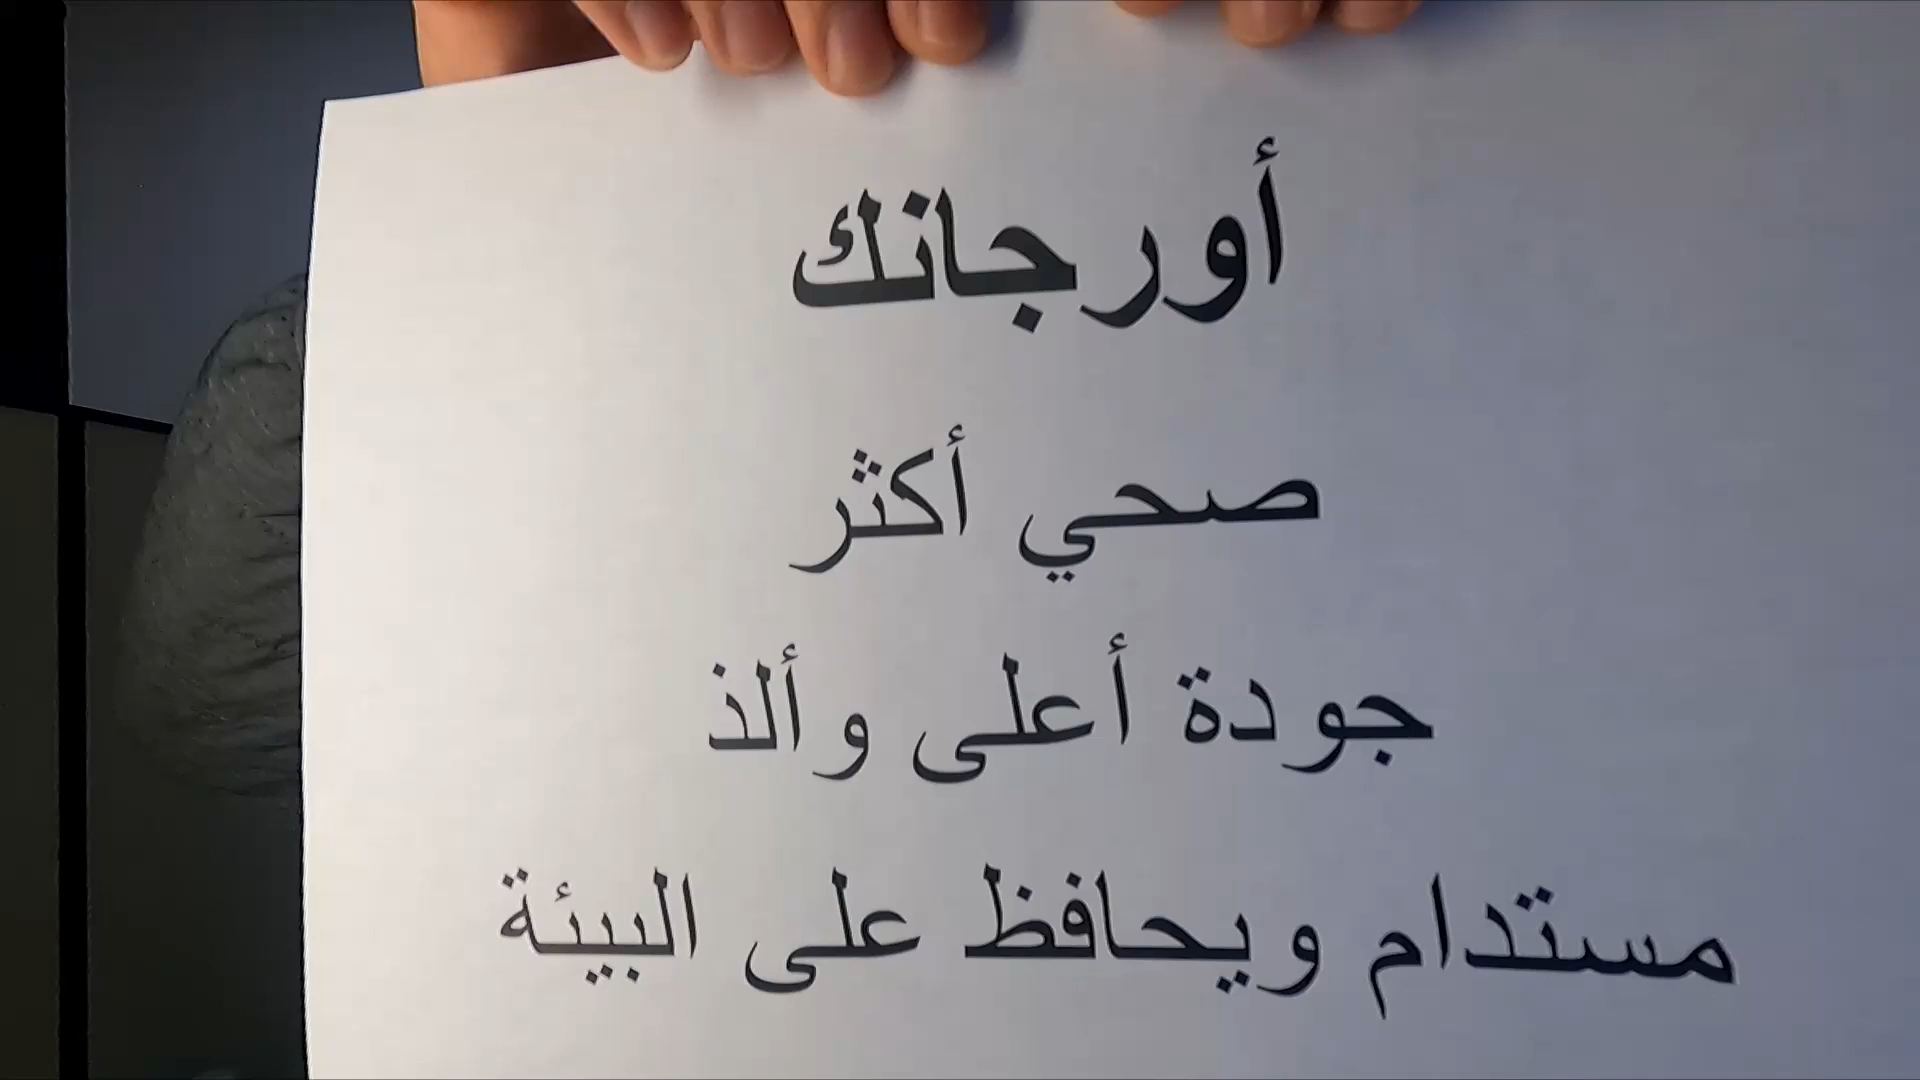 أورجانك
صحي أكثر
جودة أعلى وألذ
مستدام ويحافظ على البيئة